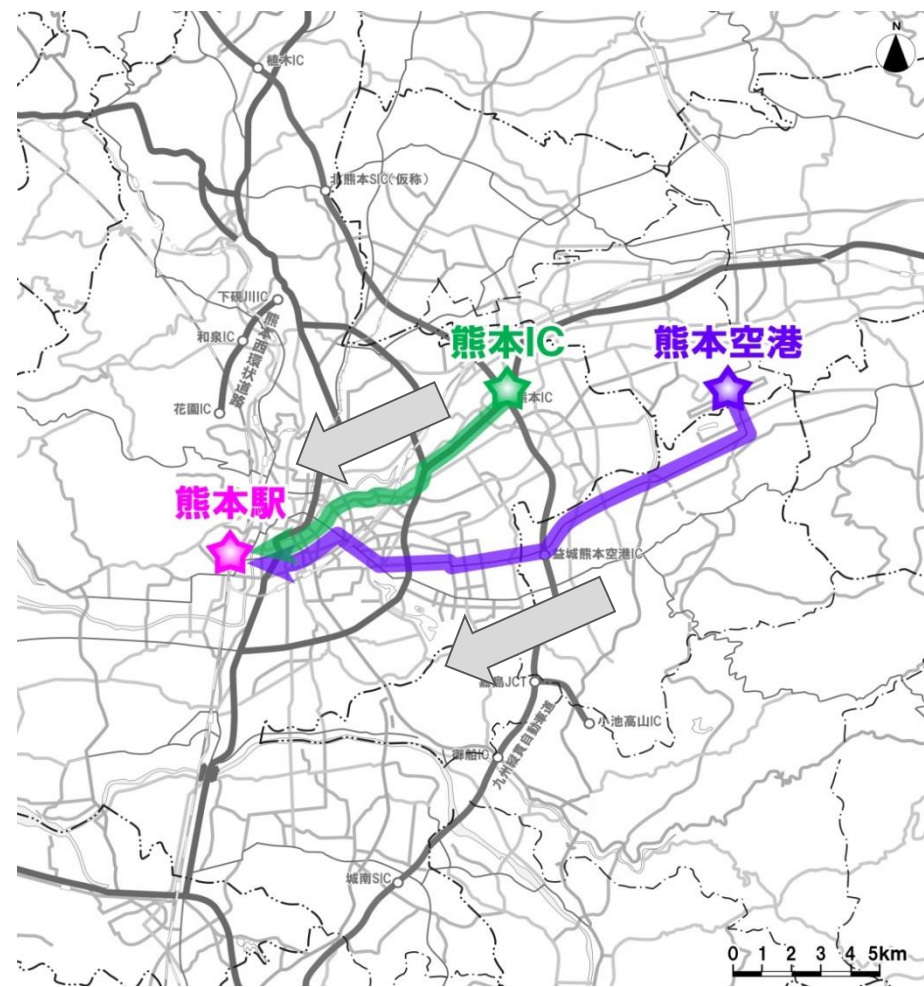 N
植木IC
北熊本SIC(仮称)
下硯川IC
和泉IC
熊本西環状道路
花園IC
熊本IC
熊本空港
熊本IC
熊本駅
益城熊本空港IC
嘉島JCT
小池高山IC
御船IC
九州縦貫自動車道
城南SIC
0 1 2 3 4 5km